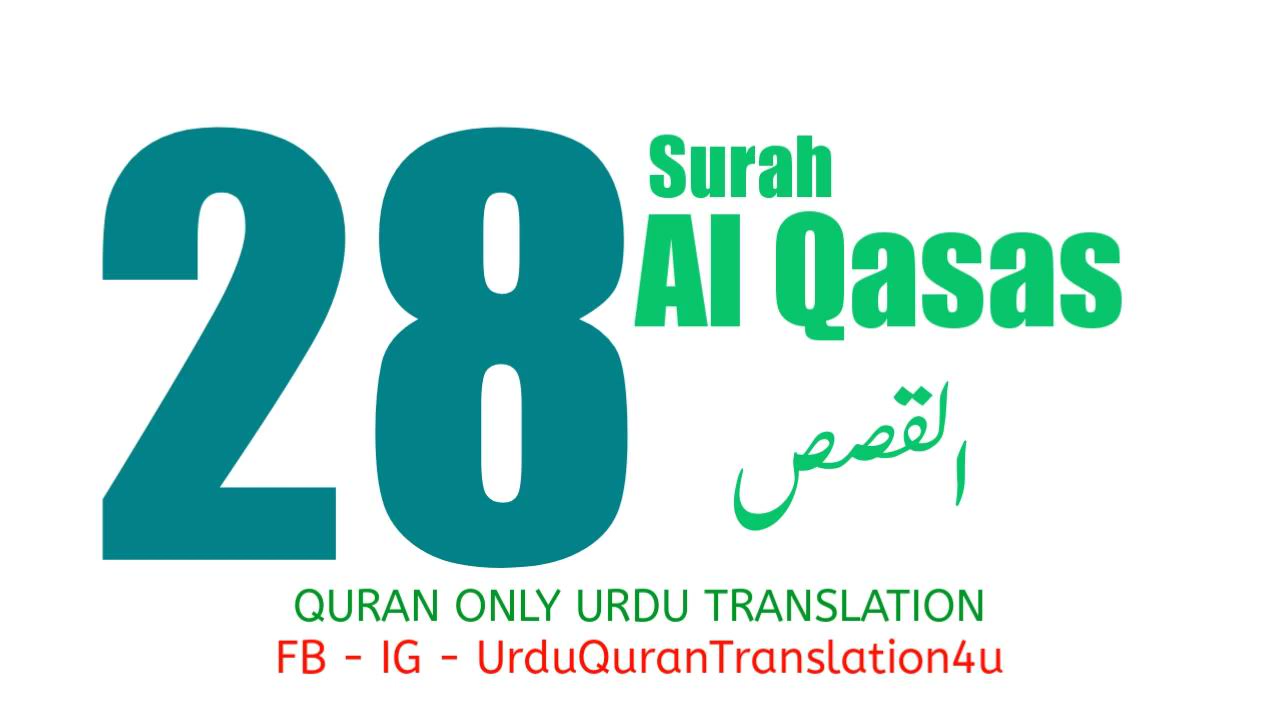 28
Surah
Al Qasas
القصص
QURAN ONLY URDU TRANSLATION
FB - IG - UrduQuranTranslation4u